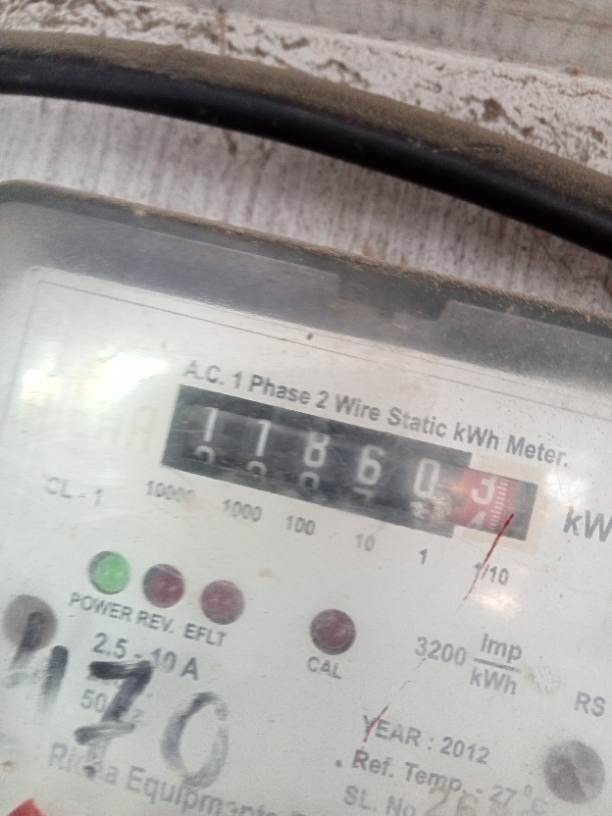 A.C. 1 Phase 2 Wire Static kWh Meter.
1 1 8 6 0 3
kW
CL - 1
10000 1000 100 10 1 1/10
POWER REV. EFLT
CAL
2.5 - 10 A
3200 Imp
kWh
RS
50
170
YEAR : 2012
Ref. Temp. - 27°C
SL. No